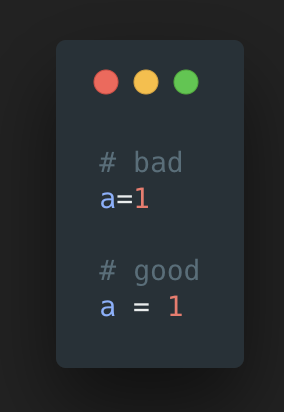 # bad
a=1
# good
a = 1